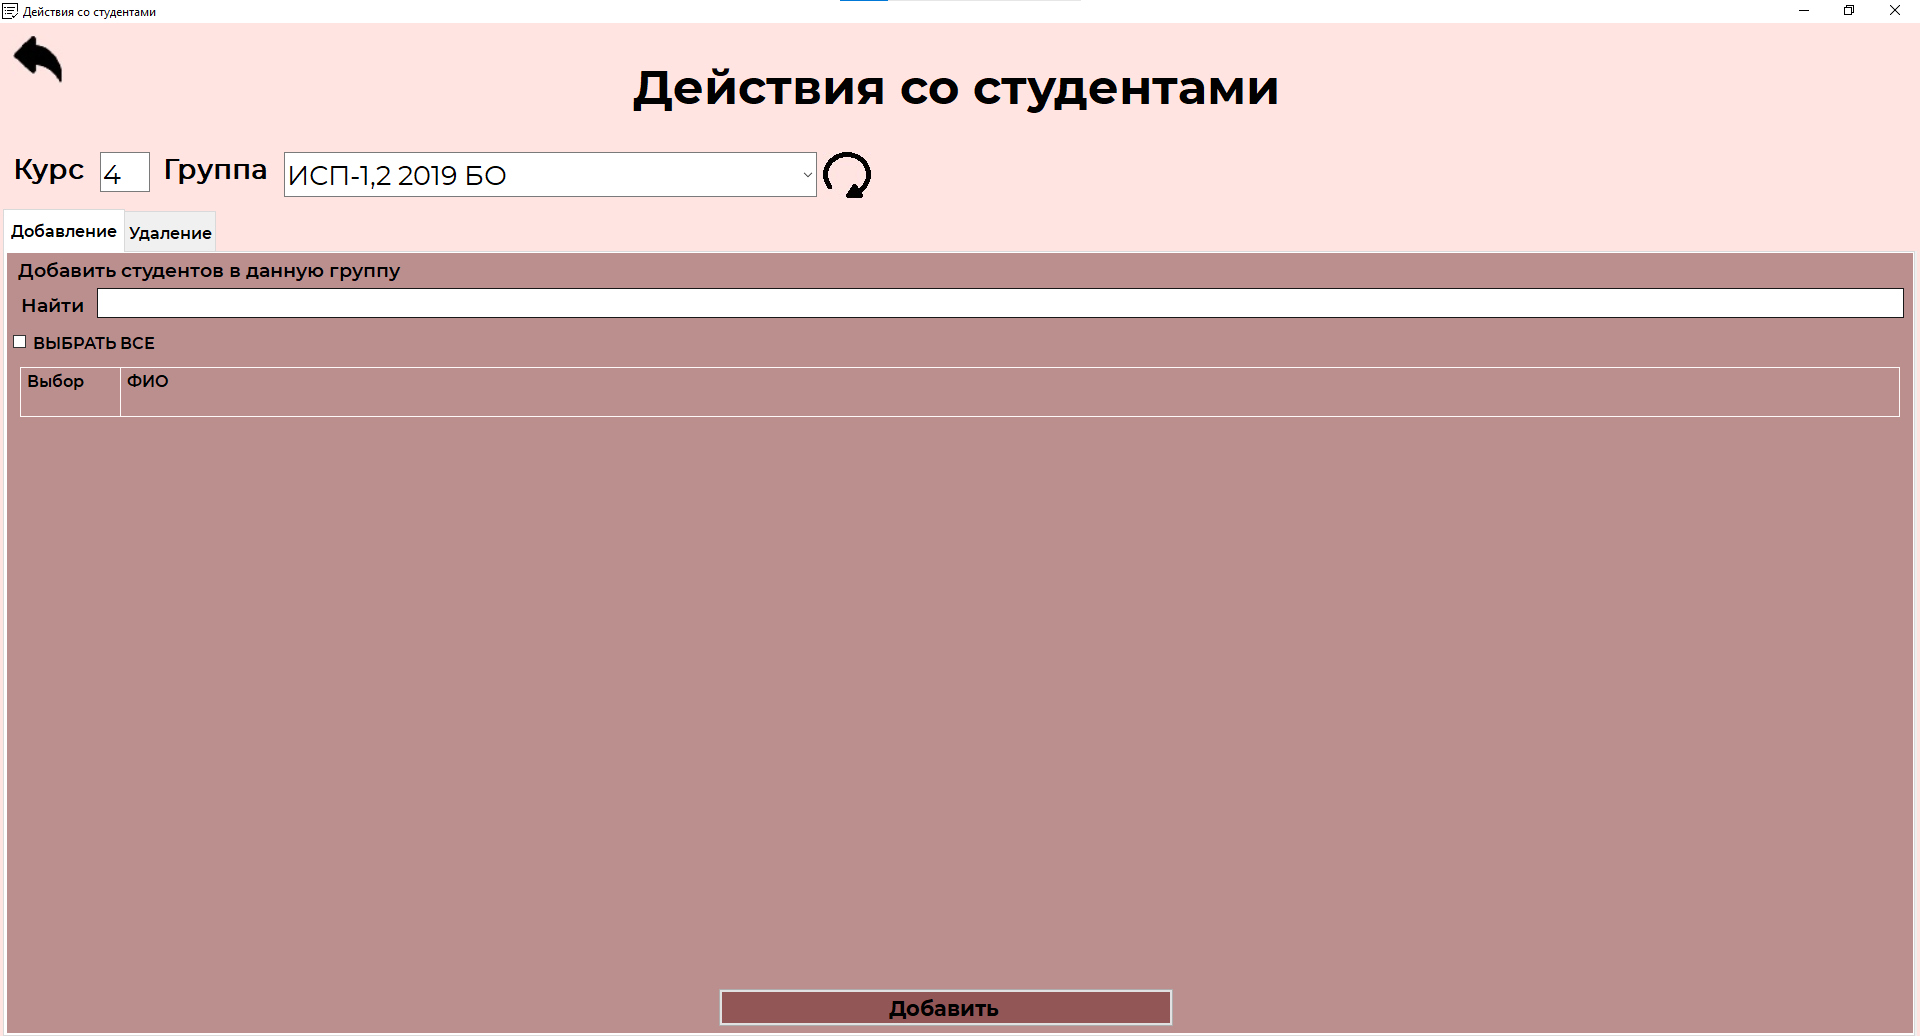 Действия со студентами
Действия со студентами
Курс 4 Группа ИСП-1,2 2019 БО
Добавление Удаление
Добавить студентов в данную группу
Найти
ВЫБРАТЬ ВСЕ
Выбор ФИО
Добавить